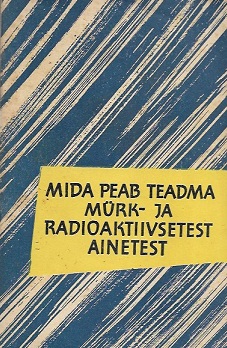 MIDA PEAB TEADMA
MÜRK- JA
RADIOAKTIIVSETEST
AINETEST